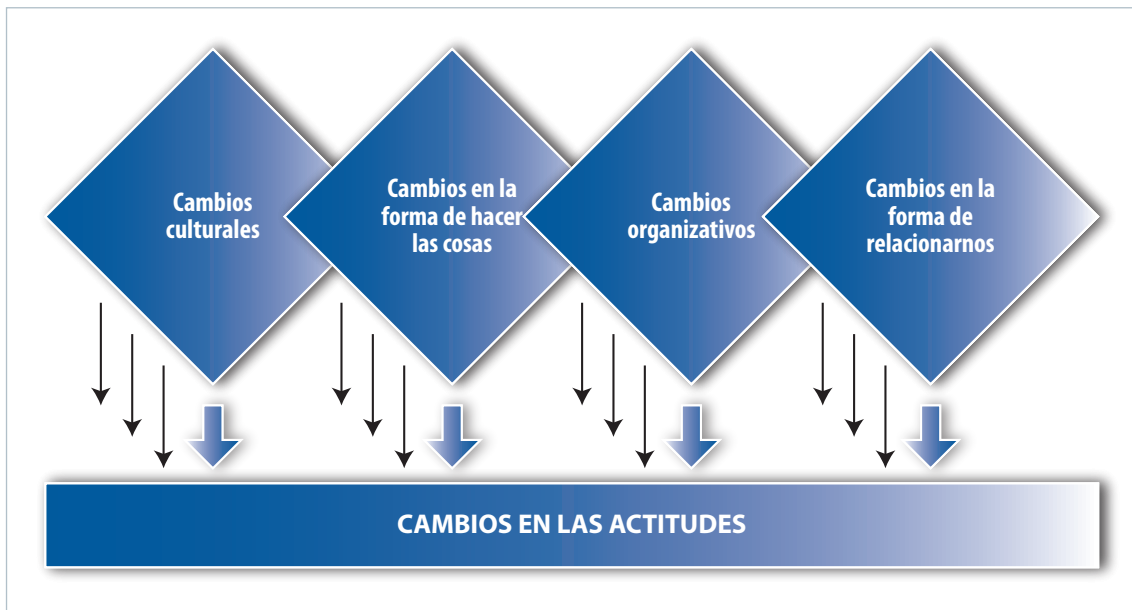 Cambios
culturales
Cambios en la
forma de hacer
las cosas
Cambios
organizativos
Cambios en la
forma de
relacionarnos
CAMBIOS EN LAS ACTITUDES